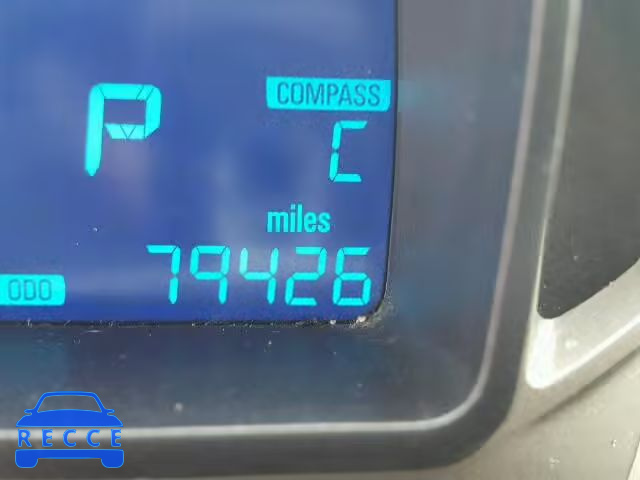 P
COMPASS
C
miles
ODO 79426
RECCE